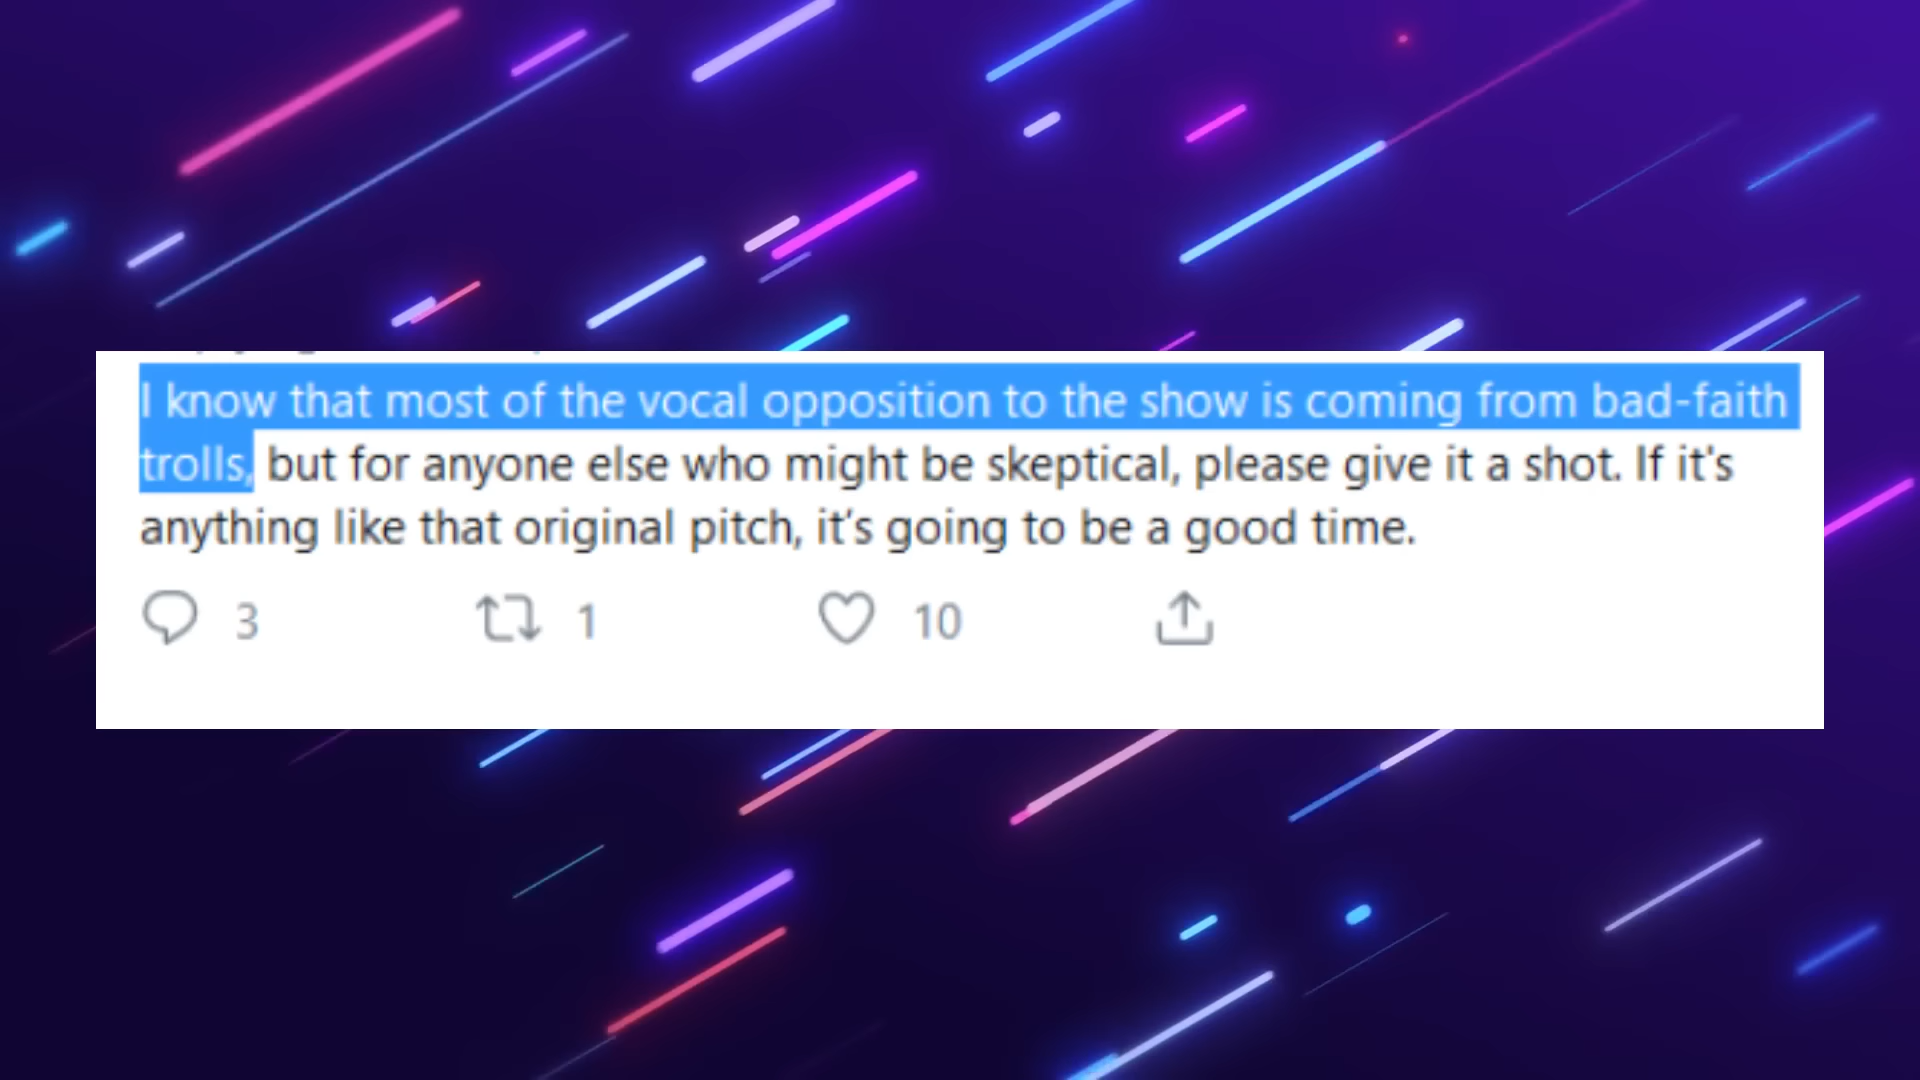 I know that most of the vocal opposition to the show is coming from bad-faith
trolls, but for anyone else who might be skeptical, please give it a shot. If it's
anything like that original pitch, it's going to be a good time.
3 1 10